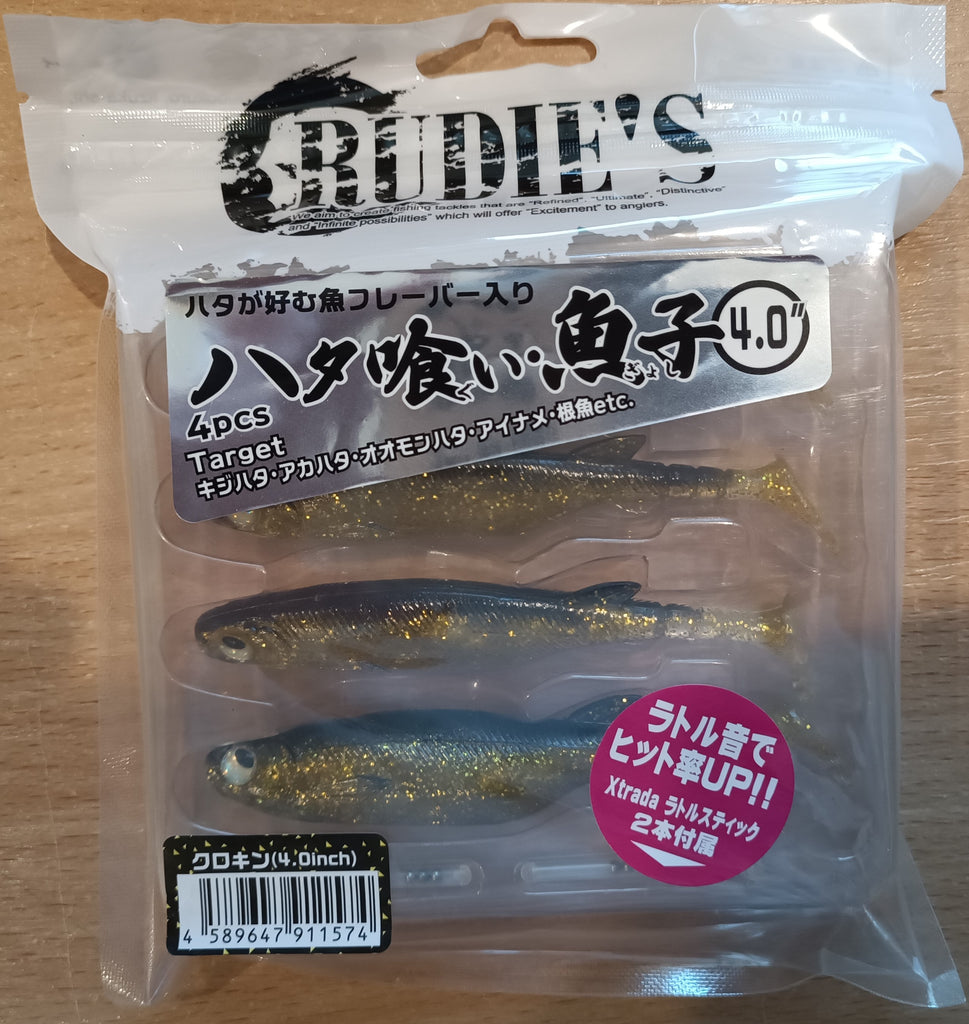 RUDIE'S
"We aim to create fishing tackles that are "Refined", "Ultimate", "Distinctive"
and "Infinite possibilities" which will offer "Excitement" to anglers.
ハタが好む魚フレーバー入り
ハタ喰い魚子
ぐ ぎょし
4.0"
4pcs
Target
キジハタ・アカハタ・オオモンハタ・アイナメ・根魚etc.
ラトル音で
ヒット率UP!!
Xtrada ラトルスティック
2本付属
クロキン(4.0inch)
4 589647 911574